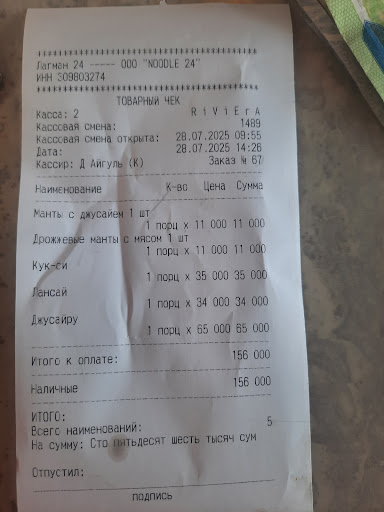 ************************************
Лагман 24 ----- ООО "NOODLE 24"
ИНН 309803274
************************************
ТОВАРНЫЙ ЧЕК
Касса: 2 R i V i E r A
Кассовая смена: 1489
Кассовая смена открыта: 28.07.2025 09:55
Дата: 28.07.2025 14:26
Кассир: Д Айгуль (К) Заказ № 67
Наименование К-во Цена Сумма
Манты с джусайем 1 шт
1 порц x 11 000 11 000
Дрожжевые манты с мясом 1 шт
1 порц x 11 000 11 000
Кук-си
1 порц x 35 000 35 000
Лансай
1 порц x 34 000 34 000
Джусайру
1 порц x 65 000 65 000
Итого к оплате: 156 000
Наличные 156 000
ИТОГО:
Всего наименований: 5
На сумму: Сто пятьдесят шесть тысяч сум
Отпустил:
подпись